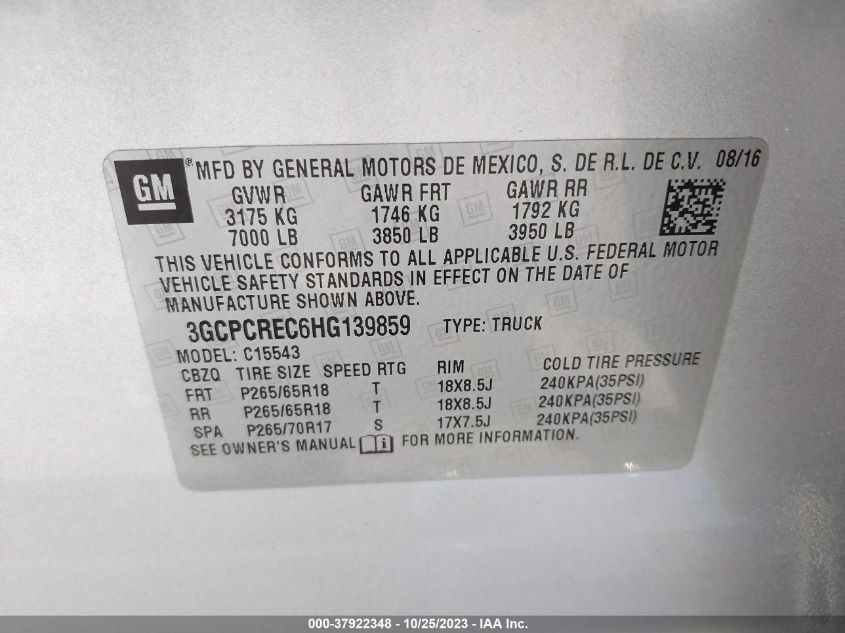 GM ® MFD BY GENERAL MOTORS DE MEXICO, S. DE R.L. DE C.V. 08/16
GVWR GAWR FRT GAWR RR
3175 KG 1746 KG 1792 KG
7000 LB 3850 LB 3950 LB
THIS VEHICLE CONFORMS TO ALL APPLICABLE U.S. FEDERAL MOTOR
VEHICLE SAFETY STANDARDS IN EFFECT ON THE DATE OF
MANUFACTURE SHOWN ABOVE.
3GCPCREC6HG139859 TYPE: TRUCK
MODEL: C15543
CBZQ TIRE SIZE SPEED RTG RIM COLD TIRE PRESSURE
FRT P265/65R18 T 18X8.5J 240KPA(35PSI)
RR P265/65R18 T 18X8.5J 240KPA(35PSI)
SPA P265/70R17 S 17X7.5J 240KPA(35PSI)
SEE OWNER'S MANUAL i FOR MORE INFORMATION.
000-37922348 - 10/25/2023 - IAA Inc.